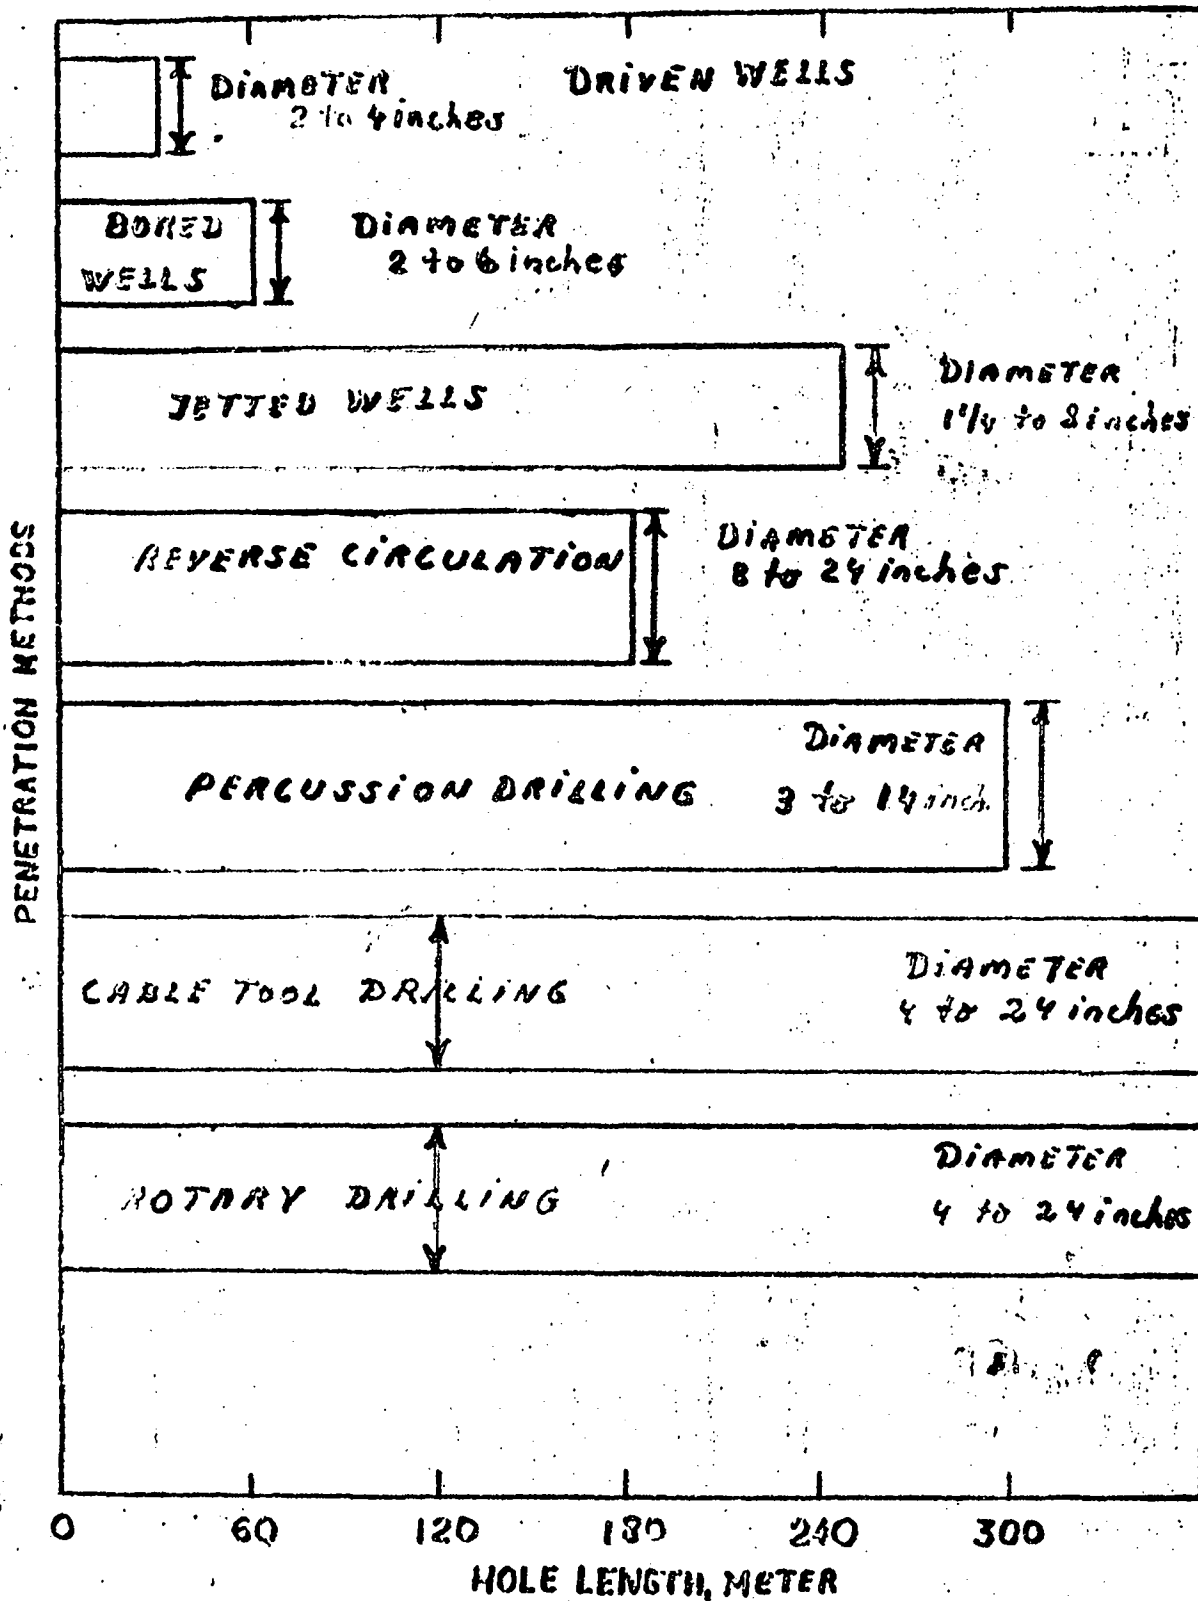 DIAMETER
2 to 4 inches
DRIVEN WELLS
BORED
WELLS
DIAMETER
2 to 6 inches
JETTED WELLS
DIAMETER
1 1/4 to 2 inches
REVERSE CIRCULATION
DIAMETER
8 to 24 inches
PERCUSSION DRILLING
DIAMETER
3 to 14 inch
CABLE TOOL DRILLING
DIAMETER
4 to 24 inches
ROTARY DRILLING
DIAMETER
4 to 24 inches
PENETRATION METHODS
0 60 120 180 240 300
HOLE LENGTH, METER